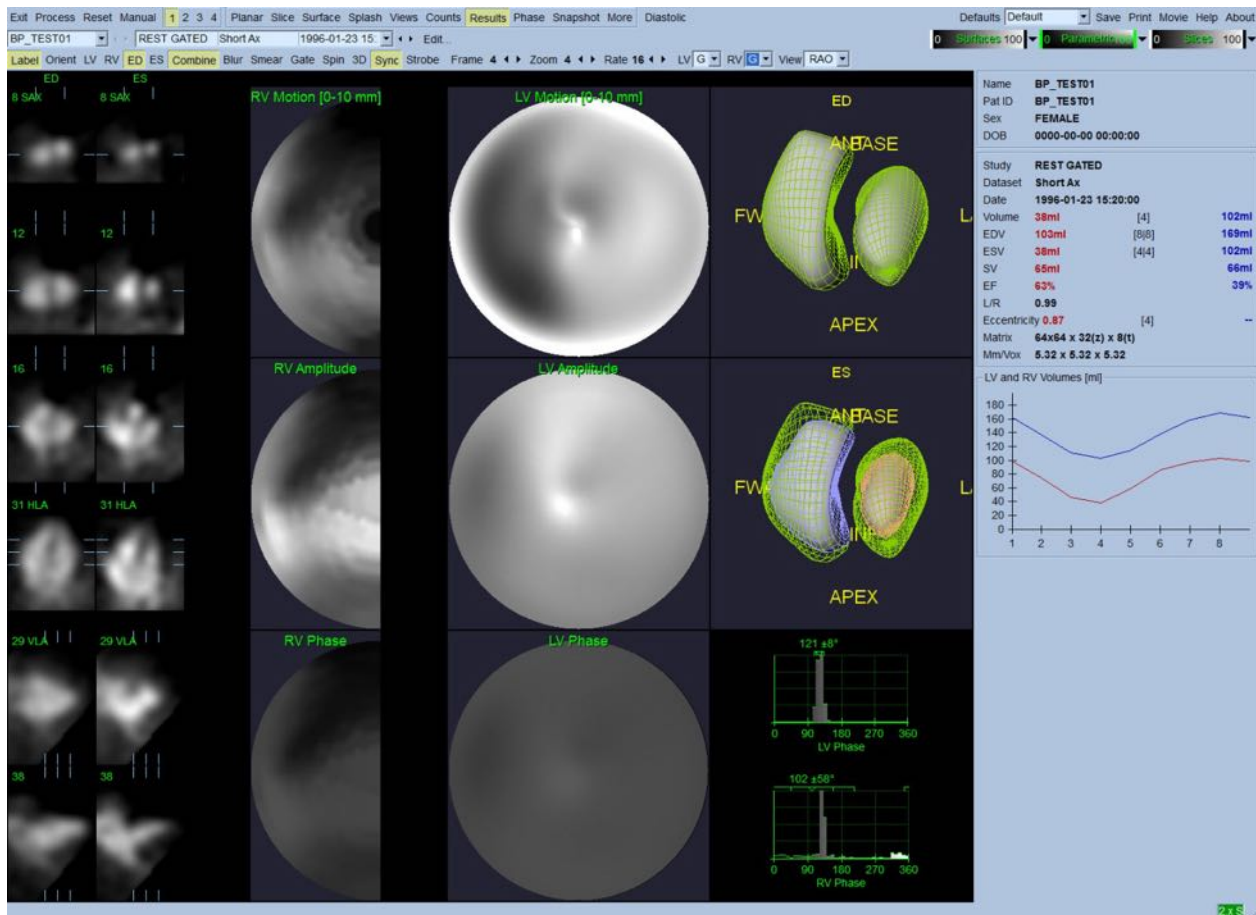 Exit Process Reset Manual 1 2 3 4 Planar Slice Surface Splash Views Counts Results Phase Snapshot More Diastolic Defaults Default Save Print Movie Help About
BP_TEST01 REST GATED Short Ax 1996-01-23 15: Edit... 0 Surfaces 100 0 Parametric 0 Slices 100
Label Orient LV RV ED ES Combine Blur Smear Gate Spin 3D Sync Strobe Frame 4 Zoom 4 Rate 16 LV G RV G View RAO
ED ES
8 SAX 8 SAX
12
16 16
31 HLA 31 HLA
29 VLA 29 VLA
38 38
RV Motion [0-10 mm] LV Motion [0-10 mm]
RV Amplitude LV Amplitude
RV Phase LV Phase
ED
BASE
FW
APEX
ES
BASE
FW
APEX
121 ±8°
0 90 180 270 360
LV Phase
102 ±58°
0 90 180 270 360
RV Phase
Name BP_TEST01
Pat ID BP_TEST01
Sex FEMALE
DOB 0000-00-00 00:00:00
Study REST GATED
Dataset Short Ax
Date 1996-01-23 15:20:00
Volume 38ml [4] 102ml
EDV 103ml [8|8] 169ml
ESV 38ml [4|4] 102ml
SV 65ml 66ml
EF 63% 39%
L/R 0.99
Eccentricity 0.87 [4] --
Matrix 64x64 x 32(z) x 8(t)
Mm/Vox 5.32 x 5.32 x 5.32
LV and RV Volumes [ml]
180
160
140
120
100
80
60
40
20
0
1 2 3 4 5 6 7 8
2 x S